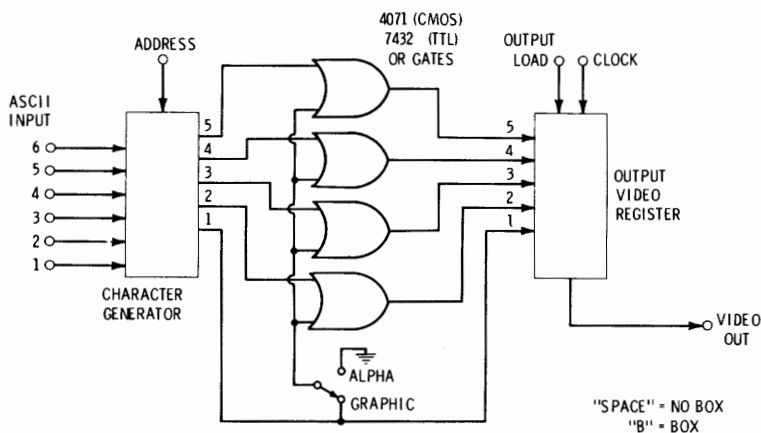 4071 (CMOS)
7432 (TTL)
OR GATES
ADDRESS
OUTPUT
LOAD
CLOCK
ASCII
INPUT
6
5
4
3
2
1
5
4
3
2
1
CHARACTER
GENERATOR
5
4
3
2
1
OUTPUT
VIDEO
REGISTER
VIDEO
OUT
ALPHA
GRAPHIC
"SPACE" = NO BOX
"B" = BOX